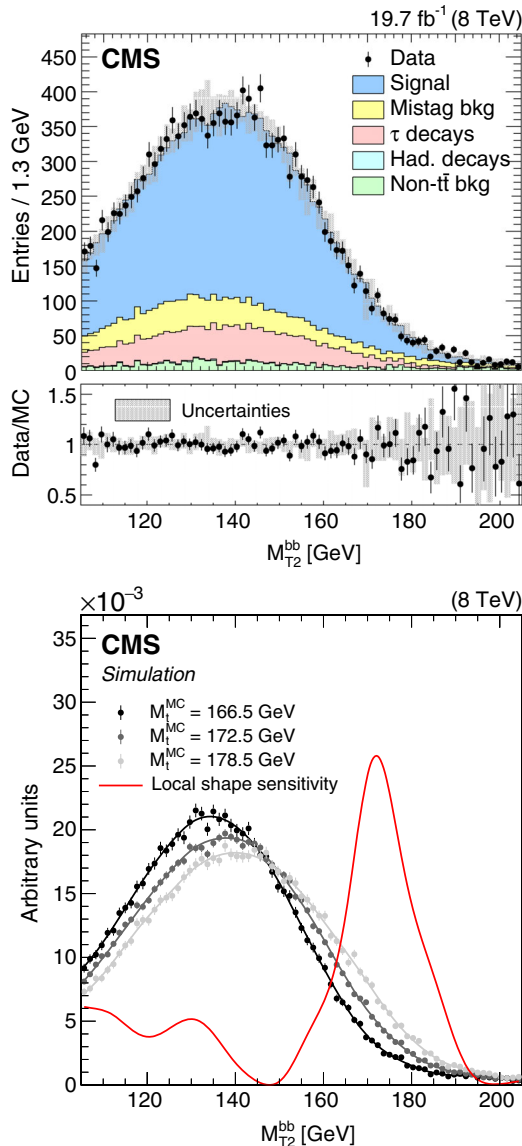 19.7 fb⁻¹ (8 TeV)
CMS
Data
Signal
Mistag bkg
τ decays
Had. decays
Non-tt̄ bkg
Entries / 1.3 GeV
450
400
350
300
250
200
150
100
50
0
Uncertainties
Data/MC
1.5
1
0.5
120 140 160 180 200
M_{T2}^{bb} [GeV]
×10⁻³ (8 TeV)
CMS
Simulation
M_t^{MC} = 166.5 GeV
M_t^{MC} = 172.5 GeV
M_t^{MC} = 178.5 GeV
Local shape sensitivity
Arbitrary units
35
30
25
20
15
10
5
0
120 140 160 180 200
M_{T2}^{bb} [GeV]